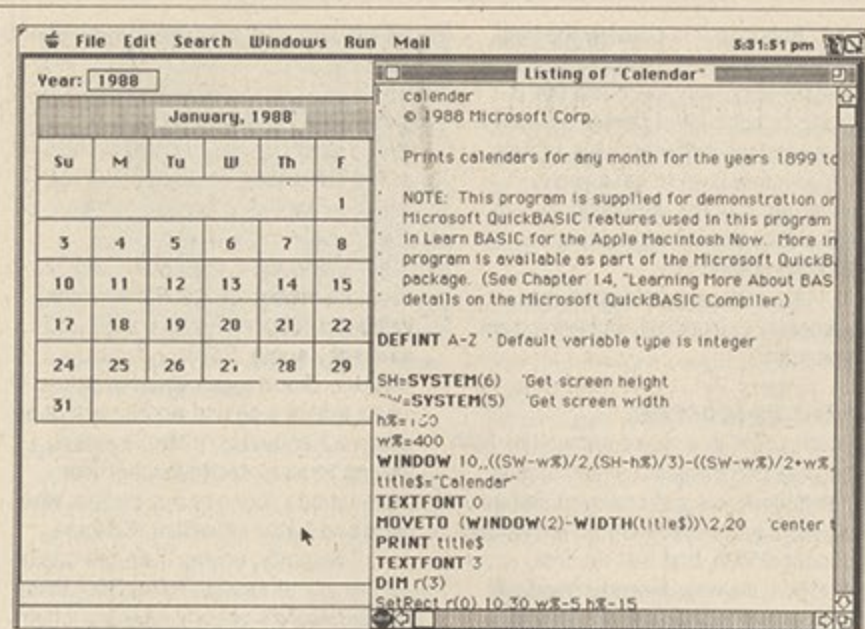 File Edit Search Windows Run Mail 5:31:51 pm
Year: 1988
January, 1988
Su M Tu W Th F
1
3 4 5 6 7 8
10 11 12 13 14 15
17 18 19 20 21 22
24 25 26 28 29
31
Listing of "Calendar"
calendar
© 1988 Microsoft Corp.
Prints calendars for any month for the years 1899 to
NOTE: This program is supplied for demonstration
Microsoft QuickBASIC features used in this program
in Learn BASIC for the Apple Macintosh Now. More
program is available as part of the Microsoft
package. (See Chapter 14, "Learning More About
details on the Microsoft QuickBASIC Compiler.)
DEFINT A-Z ' Default variable type is integer
SH=SYSTEM(6) 'Get screen height
=SYSTEM(5) 'Get screen width
w%=400
WINDOW 10,,((SW-w%)/2,(SH-h%)/3)-((SW-w%)/2+w%,
title$="Calendar"
TEXTFONT 0
MOVETO (WINDOW(2)-WIDTH(title$))\2,20 'center
PRINT title$
TEXTFONT 3
DIM r(3)
SetRect r(0) 10 30 w%-5 h%-15